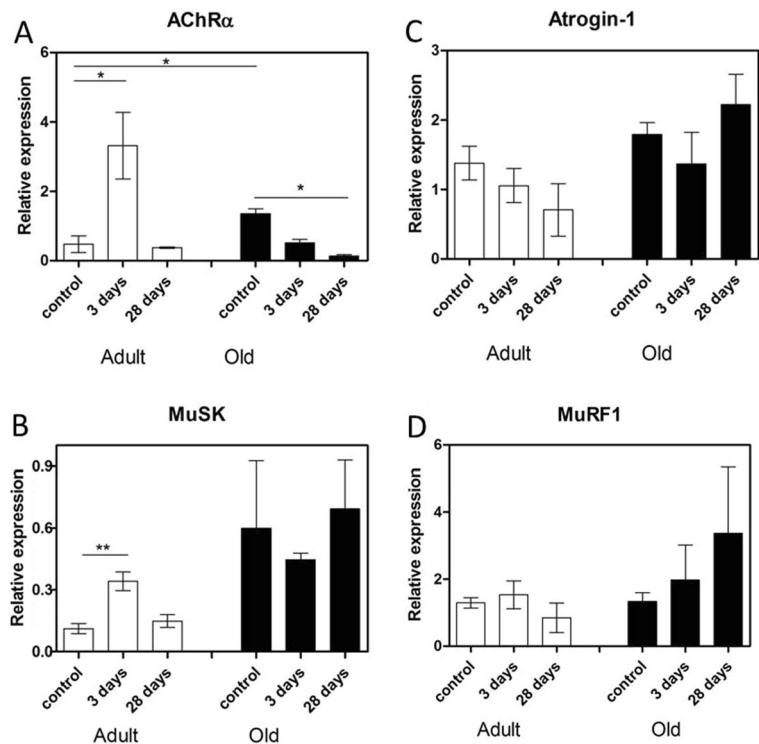 A
AChRα
Relative expression
6
4
2
0
*
*
*
control
3 days
28 days
control
3 days
28 days
Adult
Old
C
Atrogin-1
Relative expression
3
2
1
0
control
3 days
28 days
control
3 days
28 days
Adult
Old
B
MuSK
Relative expression
0.9
0.6
0.3
0.0
**
control
3 days
28 days
control
3 days
28 days
Adult
Old
D
MuRF1
Relative expression
6
4
2
0
control
3 days
28 days
control
3 days
28 days
Adult
Old